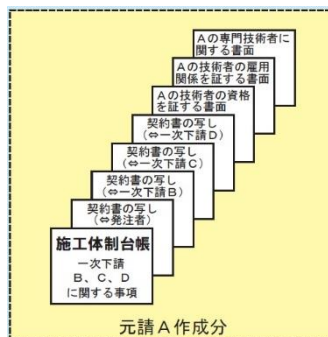 Aの専門技術者に
関する書面
Aの技術者の雇用
関係を証する書面
Aの技術者の資格
を証する書面
契約書の写し
(⇔一次下請D)
契約書の写し
(⇔一次下請C)
契約書の写し
(⇔一次下請B)
契約書の写し
(⇔発注者)
施工体制台帳
一次下請
B、C、D
に関する事項
元請A作成分